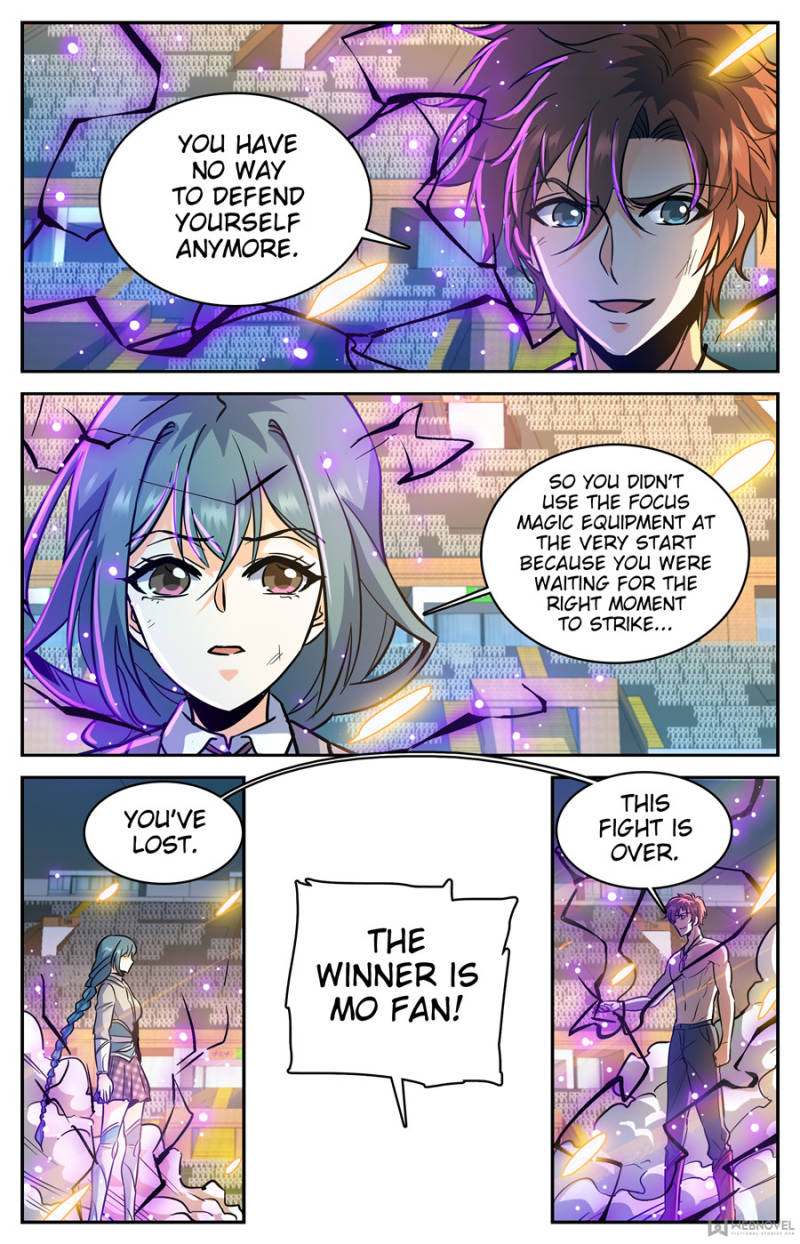 YOU HAVE
NO WAY
TO DEFEND
YOURSELF
ANYMORE.
SO YOU DIDN'T
USE THE FOCUS
MAGIC EQUIPMENT AT
THE VERY START
BECAUSE YOU WERE
WAITING FOR THE
RIGHT MOMENT
TO STRIKE...
YOU'VE
LOST.
THIS
FIGHT IS
OVER.
THE
WINNER IS
MO FAN!
WEBNOVEL